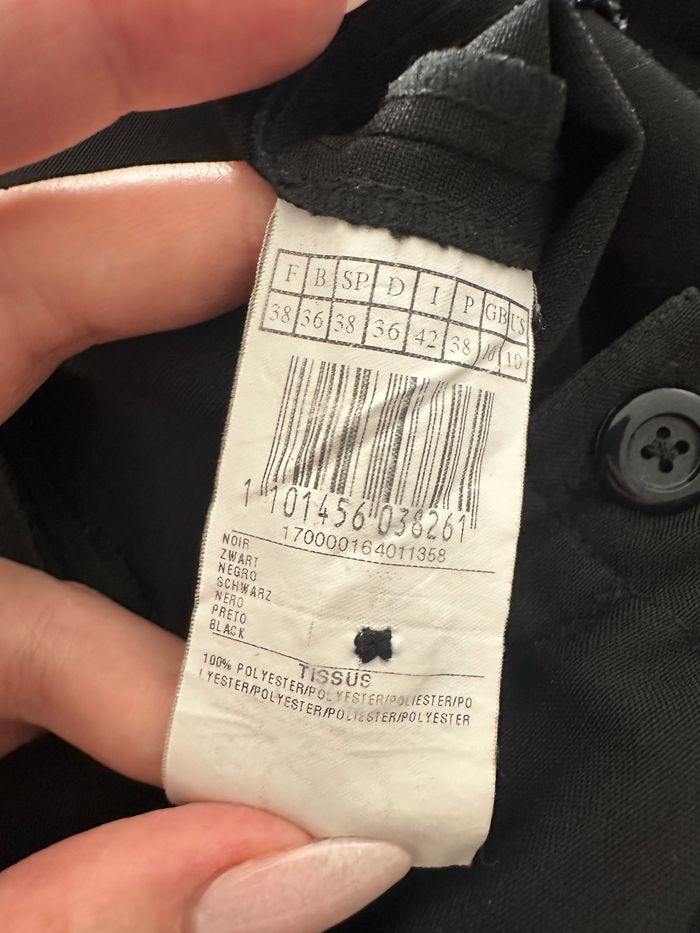 F B SP D I P GB US
38 36 38 36 42 38 10 10
1 101456 038261
170000164011358
NOIR
ZWART
NEGRO
SCHWARZ
NERO
PRETO
BLACK
TISSUS
100% POLYESTER/POLYESTER/POLIESTER/PO
LYESTER/POLYESTER/POLIESTER/POLYESTER